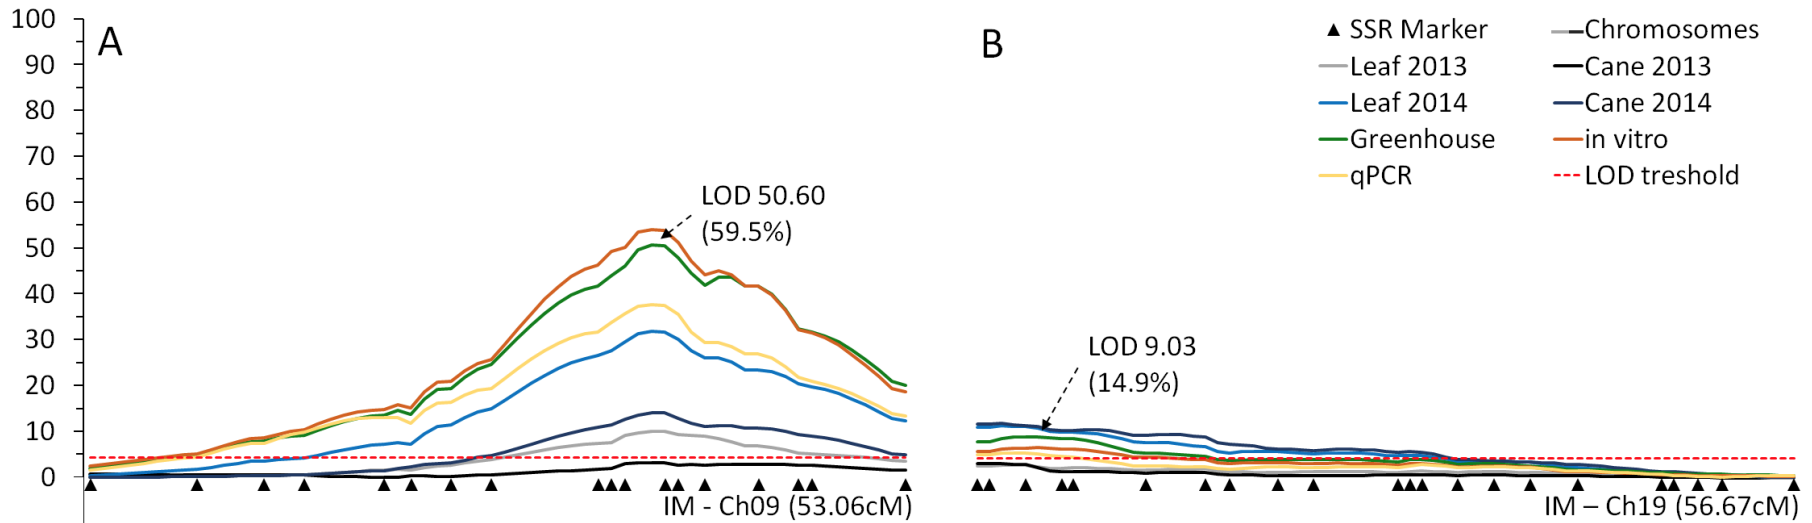 100
90
80
70
60
50
40
30
20
10
0
A
LOD 50.60
(59.5%)
IM - Ch09 (53.06cM)
B
LOD 9.03
(14.9%)
IM – Ch19 (56.67cM)
SSR Marker
Chromosomes
Leaf 2013
Cane 2013
Leaf 2014
Cane 2014
Greenhouse
in vitro
qPCR
LOD treshold